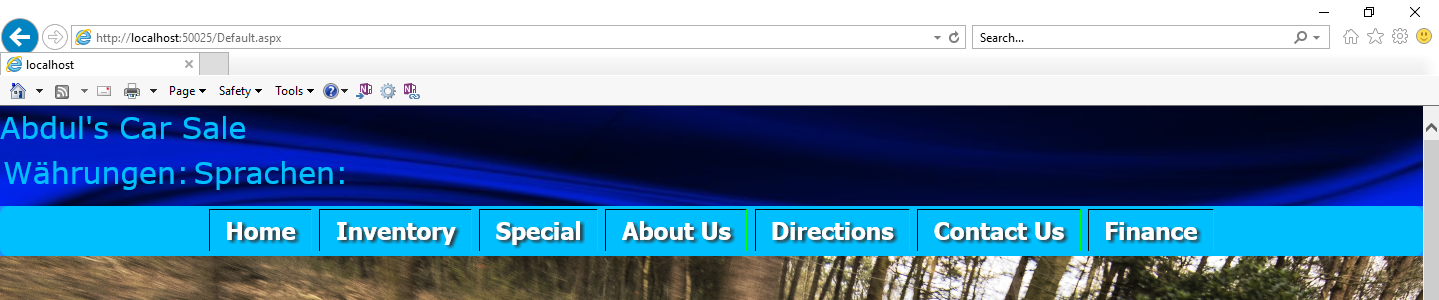 http://localhost:50025/Default.aspx
Search...
localhost
Page Safety Tools
Abdul's Car Sale
Währungen: Sprachen:
Home Inventory Special About Us Directions Contact Us Finance